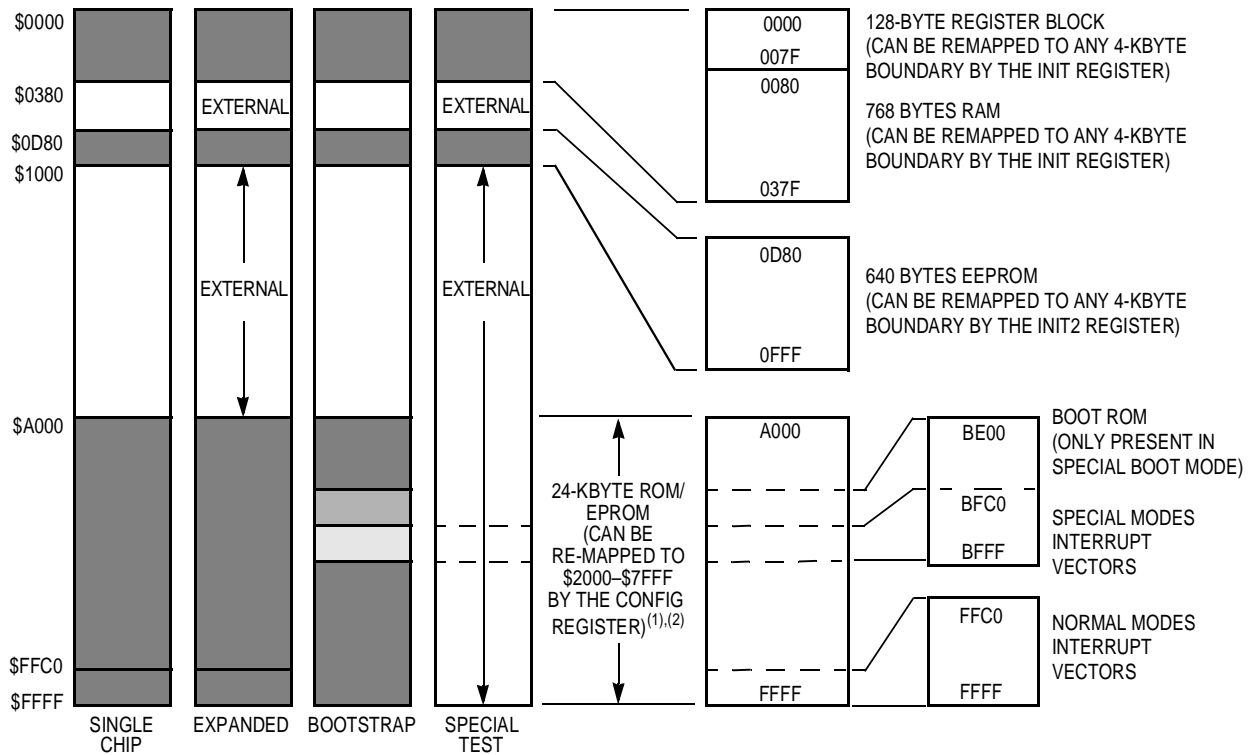 $0000
$0380
$0D80
$1000
$A000
$FFC0
$FFFF
EXTERNAL
EXTERNAL
EXTERNAL
EXTERNAL
SINGLE
CHIP
EXPANDED
BOOTSTRAP
SPECIAL
TEST
0000
007F
0080
037F
128-BYTE REGISTER BLOCK
(CAN BE REMAPPED TO ANY 4-KBYTE
BOUNDARY BY THE INIT REGISTER)
768 BYTES RAM
(CAN BE REMAPPED TO ANY 4-KBYTE
BOUNDARY BY THE INIT REGISTER)
0D80
0FFF
640 BYTES EEPROM
(CAN BE REMAPPED TO ANY 4-KBYTE
BOUNDARY BY THE INIT2 REGISTER)
24-KBYTE ROM/
EPROM
(CAN BE
RE-MAPPED TO
$2000–$7FFF
BY THE CONFIG
REGISTER)(1),(2)
A000
FFFF
BE00
BFC0
BFFF
BOOT ROM
(ONLY PRESENT IN
SPECIAL BOOT MODE)
SPECIAL MODES
INTERRUPT
VECTORS
FFC0
FFFF
NORMAL MODES
INTERRUPT
VECTORS